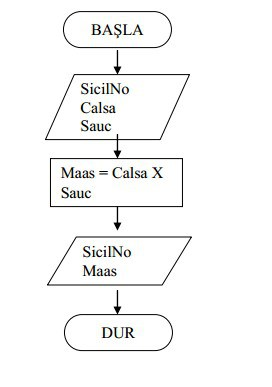 BAŞLA
SicilNo
Calsa
Sauc
Maas = Calsa X
Sauc
SicilNo
Maas
DUR